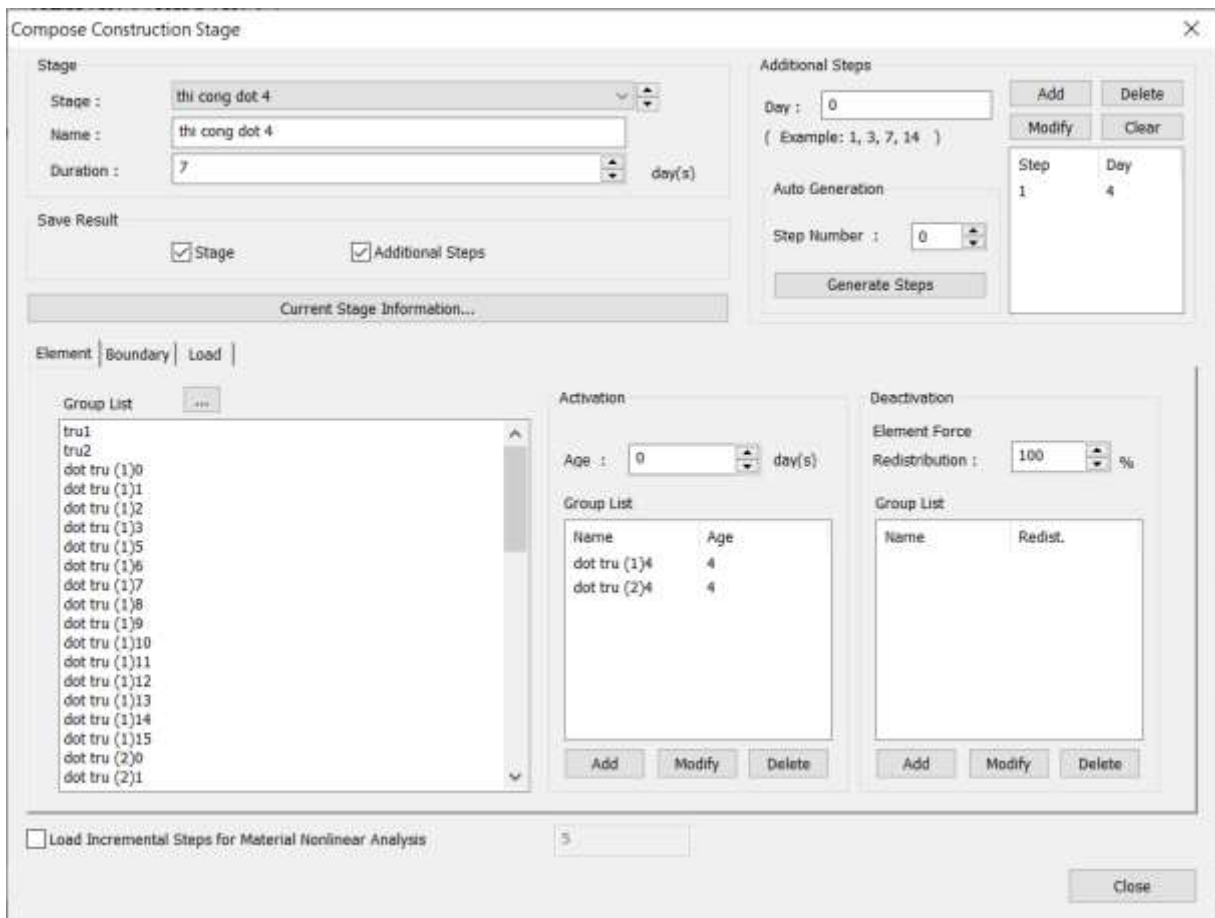 Compose Construction Stage
Stage
Stage :
thi cong dot 4
Name :
thi cong dot 4
Duration :
7
day(s)
Save Result
Stage
Additional Steps
Current Stage Information...
Additional Steps
Day :
0
( Example: 1, 3, 7, 14 )
Add
Delete
Modify
Clear
Step Day
1 4
Auto Generation
Step Number :
0
Generate Steps
Element
Boundary
Load
Group List
...
tru1
tru2
dot tru (1)0
dot tru (1)1
dot tru (1)2
dot tru (1)3
dot tru (1)5
dot tru (1)6
dot tru (1)7
dot tru (1)8
dot tru (1)9
dot tru (1)10
dot tru (1)11
dot tru (1)12
dot tru (1)13
dot tru (1)14
dot tru (1)15
dot tru (2)0
dot tru (2)1
Activation
Age :
0
day(s)
Group List
Name Age
dot tru (1)4 4
dot tru (2)4 4
Add
Modify
Delete
Deactivation
Element Force
Redistribution :
100
%
Group List
Name Redist.
Add
Modify
Delete
Load Incremental Steps for Material Nonlinear Analysis
5
Close